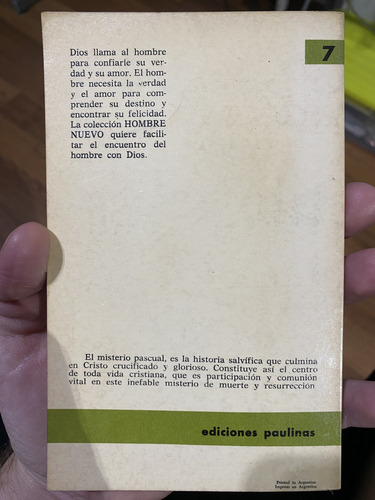 Dios llama al hombre
para confiarle su ver-
dad y su amor. El hom-
bre necesita la verdad
y el amor para com-
prender su destino y
encontrar su felicidad.
La colección HOMBRE
NUEVO quiere facili-
tar el encuentro del
hombre con Dios.
7
El misterio pascual, es la historia salvífica que culmina
en Cristo crucificado y glorioso. Constituye así el centro
de toda vida cristiana, que es participación y comunión
vital en este inefable misterio de muerte y resurrección
ediciones paulinas
Printed in Argentina
Impreso en Argentina